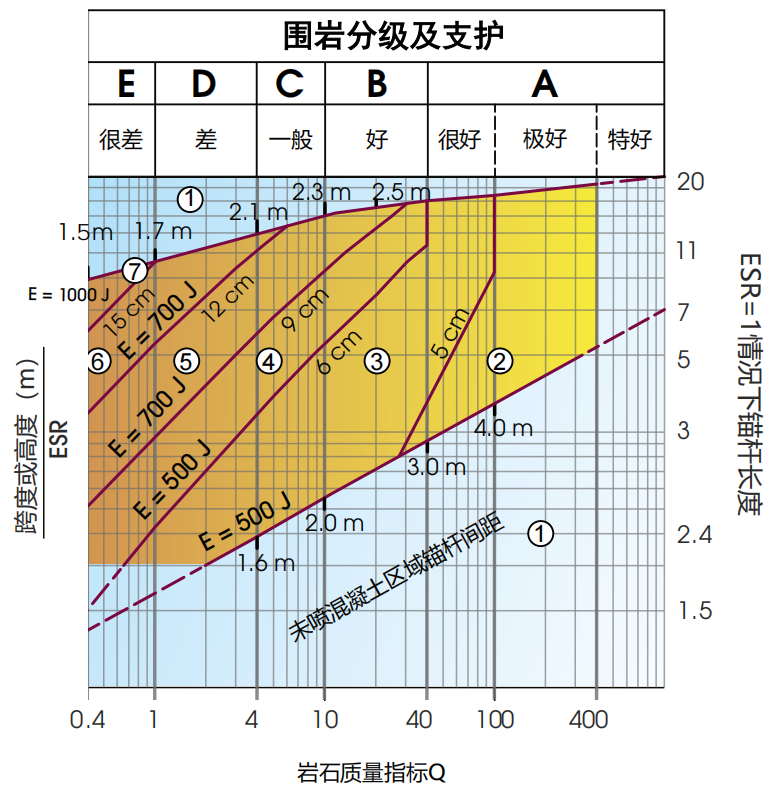 围岩分级及支护
E D C B A
很差 差 一般 好 很好 极好 特好
① 2.3 m 2.5 m 20
1.5m 1.7 m 2.1 m
11
⑦
E = 1000 J 15 cm E = 700 J 12 cm 9 cm 6 cm 5 cm 7
⑥ ⑤ ④ ③ ② 5
E = 700 J
4.0 m 3
E = 500 J 3.0 m
E = 500 J 2.0 m ① 2.4
1.6 m
未喷混凝土区域锚杆间距
1.5
0.4 1 4 10 40 100 400
岩石质量指标Q
跨度或高度（m）
ESR
ESR=1情况下锚杆长度